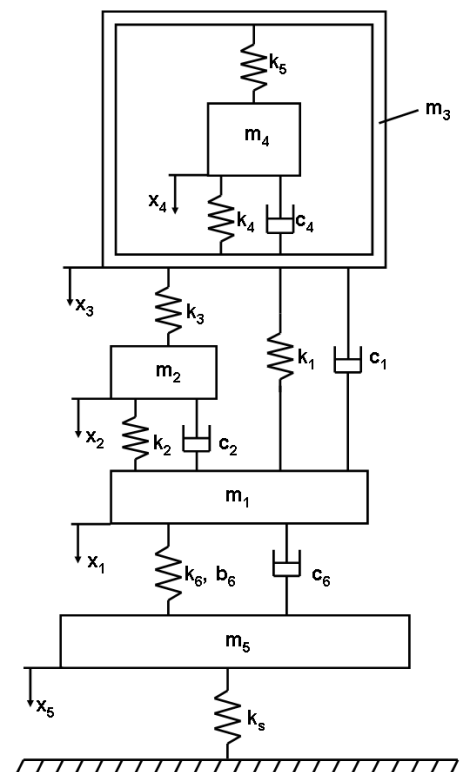 k₅
m₃
m₄
x₄
k₄
c₄
x₃
k₃
k₁
c₁
m₂
x₂
k₂
c₂
m₁
x₁
k₆, b₆
c₆
m₅
x₅
kₛ